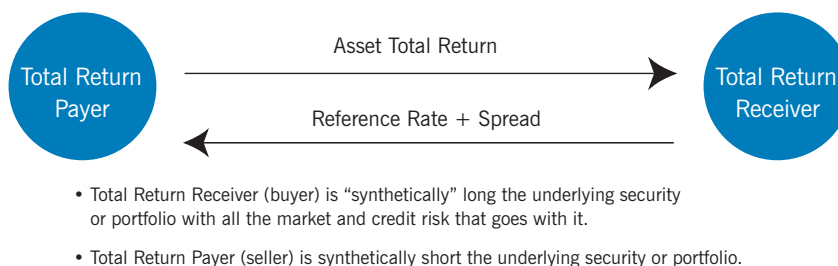 Asset Total Return
Total Return
Payer
Total Return
Receiver
Reference Rate + Spread
• Total Return Receiver (buyer) is “synthetically” long the underlying security
or portfolio with all the market and credit risk that goes with it.
• Total Return Payer (seller) is synthetically short the underlying security or portfolio.